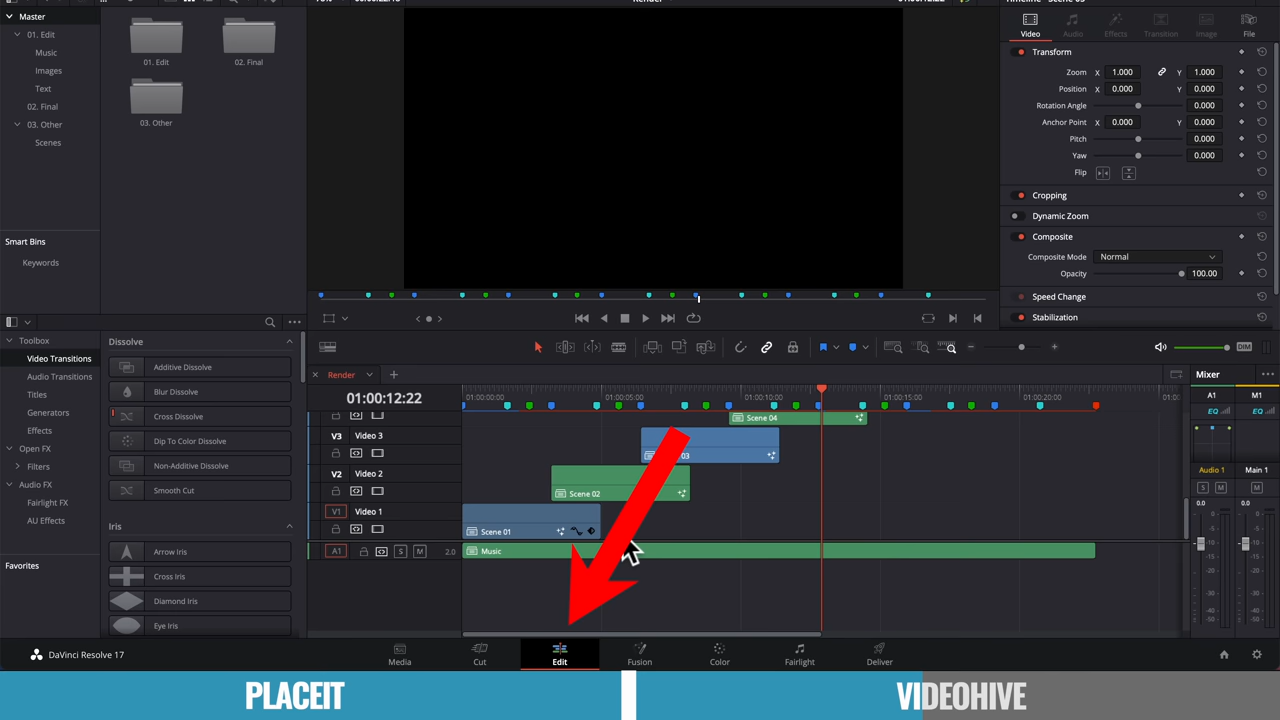 Render
Master
01. Edit
Music
Images
Text
02. Final
03. Other
Scenes
01. Edit
02. Final
03. Other
Smart Bins
Keywords
Video
Audio
Effects
Transition
Image
File
Transform
Zoom X 1.000 Y 1.000
Position X 0.000 Y 0.000
Rotation Angle 0.000
Anchor Point X 0.000 Y 0.000
Pitch 0.000
Yaw 0.000
Flip
Cropping
Dynamic Zoom
Composite
Composite Mode Normal
Opacity 100.00
Speed Change
Stabilization
Toolbox
Video Transitions
Audio Transitions
Titles
Generators
Effects
Open FX
Filters
Audio FX
Fairlight FX
AU Effects
Favorites
Dissolve
Additive Dissolve
Blur Dissolve
Cross Dissolve
Dip To Color Dissolve
Non-Additive Dissolve
Smooth Cut
Iris
Arrow Iris
Cross Iris
Diamond Iris
Eye Iris
DIM
Render
01:00:12:22
01:00:00:00
01:00:05:00
01:00:10:00
01:00:15:00
01:00:20:00
Scene 04
V3 Video 3
03
V2 Video 2
Scene 02
V1 Video 1
Scene 01
A1 S M 2.0
Music
Mixer
A1 M1
EQ EQ
Audio 1 Main 1
S M M
0.0 0.0
DaVinci Resolve 17
Media
Cut
Edit
Fusion
Color
Fairlight
Deliver
PLACEIT
VIDEOHIVE